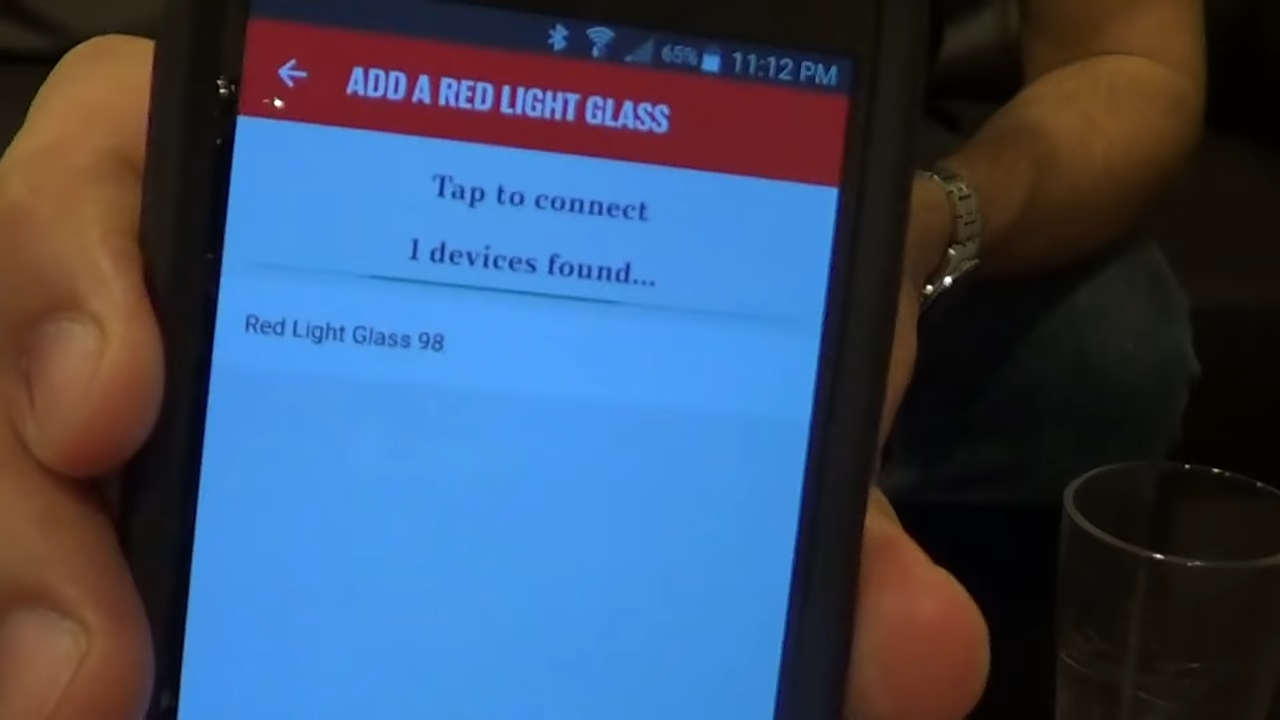 65% 11:12 PM
ADD A RED LIGHT GLASS
Tap to connect
1 devices found...
Red Light Glass 98